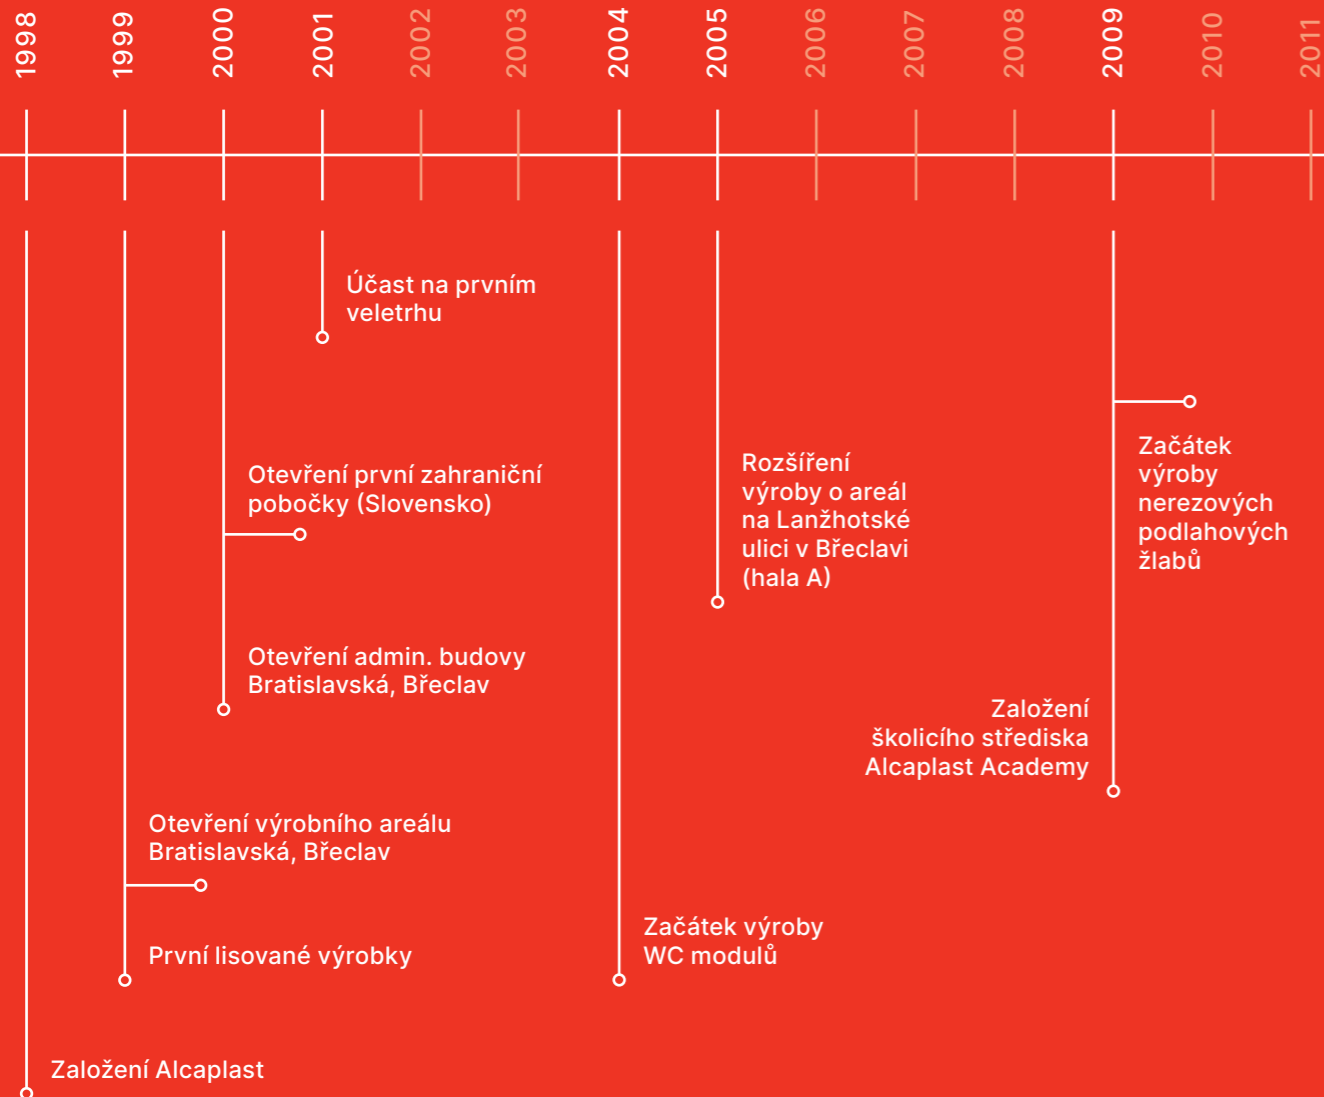 1998
1999
2000
2001
2002
2003
2004
2005
2006
2007
2008
2009
2010
2011
Účast na prvním
veletrhu
Otevření první zahraniční
pobočky (Slovensko)
Otevření admin. budovy
Bratislavská, Břeclav
Otevření výrobního areálu
Bratislavská, Břeclav
První lisované výrobky
Založení Alcaplast
Rozšíření
výroby o areál
na Lanžhotské
ulici v Břeclavi
(hala A)
Začátek výroby
WC modulů
Začátek
výroby
nerezových
podlahových
žlabů
Založení
školicího střediska
Alcaplast Academy